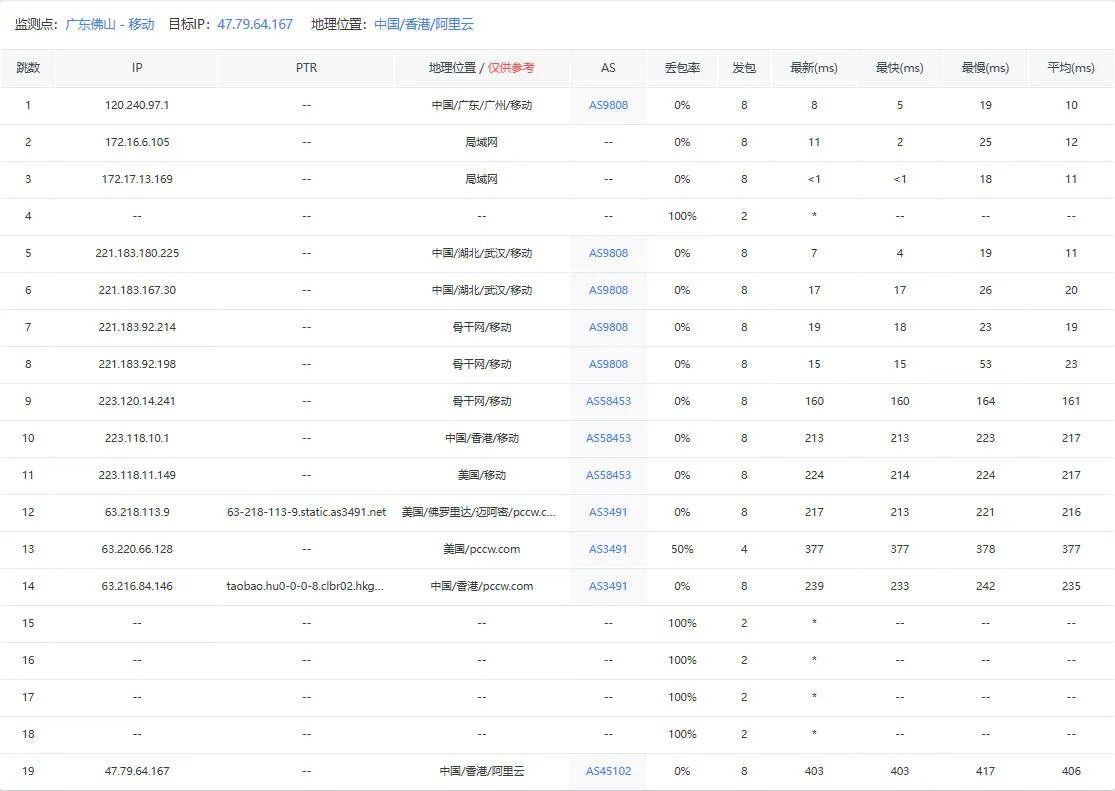 监测点: 广东佛山 - 移动 目标IP: 47.79.64.167 地理位置: 中国/香港/阿里云
跳数 IP PTR 地理位置 / 仅供参考 AS 丢包率 发包 最新(ms) 最快(ms) 最慢(ms) 平均(ms)
1 120.240.97.1 -- 中国/广东/广州/移动 AS9808 0% 8 8 5 19 10
2 172.16.6.105 -- 局域网 -- 0% 8 11 2 25 12
3 172.17.13.169 -- 局域网 -- 0% 8 <1 <1 18 11
4 -- -- -- -- 100% 2 * -- -- --
5 221.183.180.225 -- 中国/湖北/武汉/移动 AS9808 0% 8 7 4 19 11
6 221.183.167.30 -- 中国/湖北/武汉/移动 AS9808 0% 8 17 17 26 20
7 221.183.92.214 -- 骨干网/移动 AS9808 0% 8 19 18 23 19
8 221.183.92.198 -- 骨干网/移动 AS9808 0% 8 15 15 53 23
9 223.120.14.241 -- 骨干网/移动 AS58453 0% 8 160 160 164 161
10 223.118.10.1 -- 中国/香港/移动 AS58453 0% 8 213 213 223 217
11 223.118.11.149 -- 美国/移动 AS58453 0% 8 224 214 224 217
12 63.218.113.9 63-218-113-9.static.as3491.net 美国/佛罗里达/迈阿密/pccw.c... AS3491 0% 8 217 213 221 216
13 63.220.66.128 -- 美国/pccw.com AS3491 50% 4 377 377 378 377
14 63.216.84.146 taobao.hu0-0-0-8.clbr02.hkg... 中国/香港/pccw.com AS3491 0% 8 239 233 242 235
15 -- -- -- -- 100% 2 * -- -- --
16 -- -- -- -- 100% 2 * -- -- --
17 -- -- -- -- 100% 2 * -- -- --
18 -- -- -- -- 100% 2 * -- -- --
19 47.79.64.167 -- 中国/香港/阿里云 AS45102 0% 8 403 403 417 406